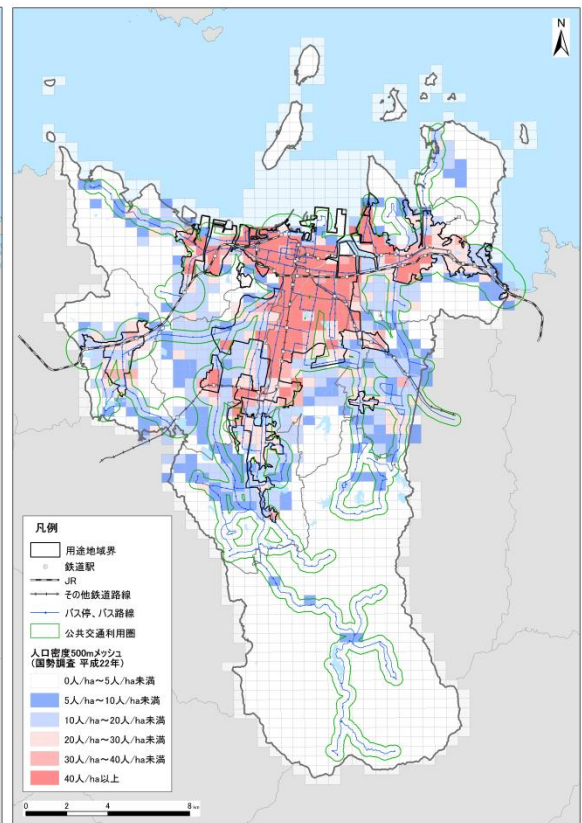 N
凡例
用途地域界
鉄道駅
JR
その他鉄道路線
バス停、バス路線
公共交通利用圏
人口密度500mメッシュ
(国勢調査 平成22年)
0人/ha~5人/ha未満
5人/ha~10人/ha未満
10人/ha~20人/ha未満
20人/ha~30人/ha未満
30人/ha~40人/ha未満
40人/ha以上
0 2 4 8 km